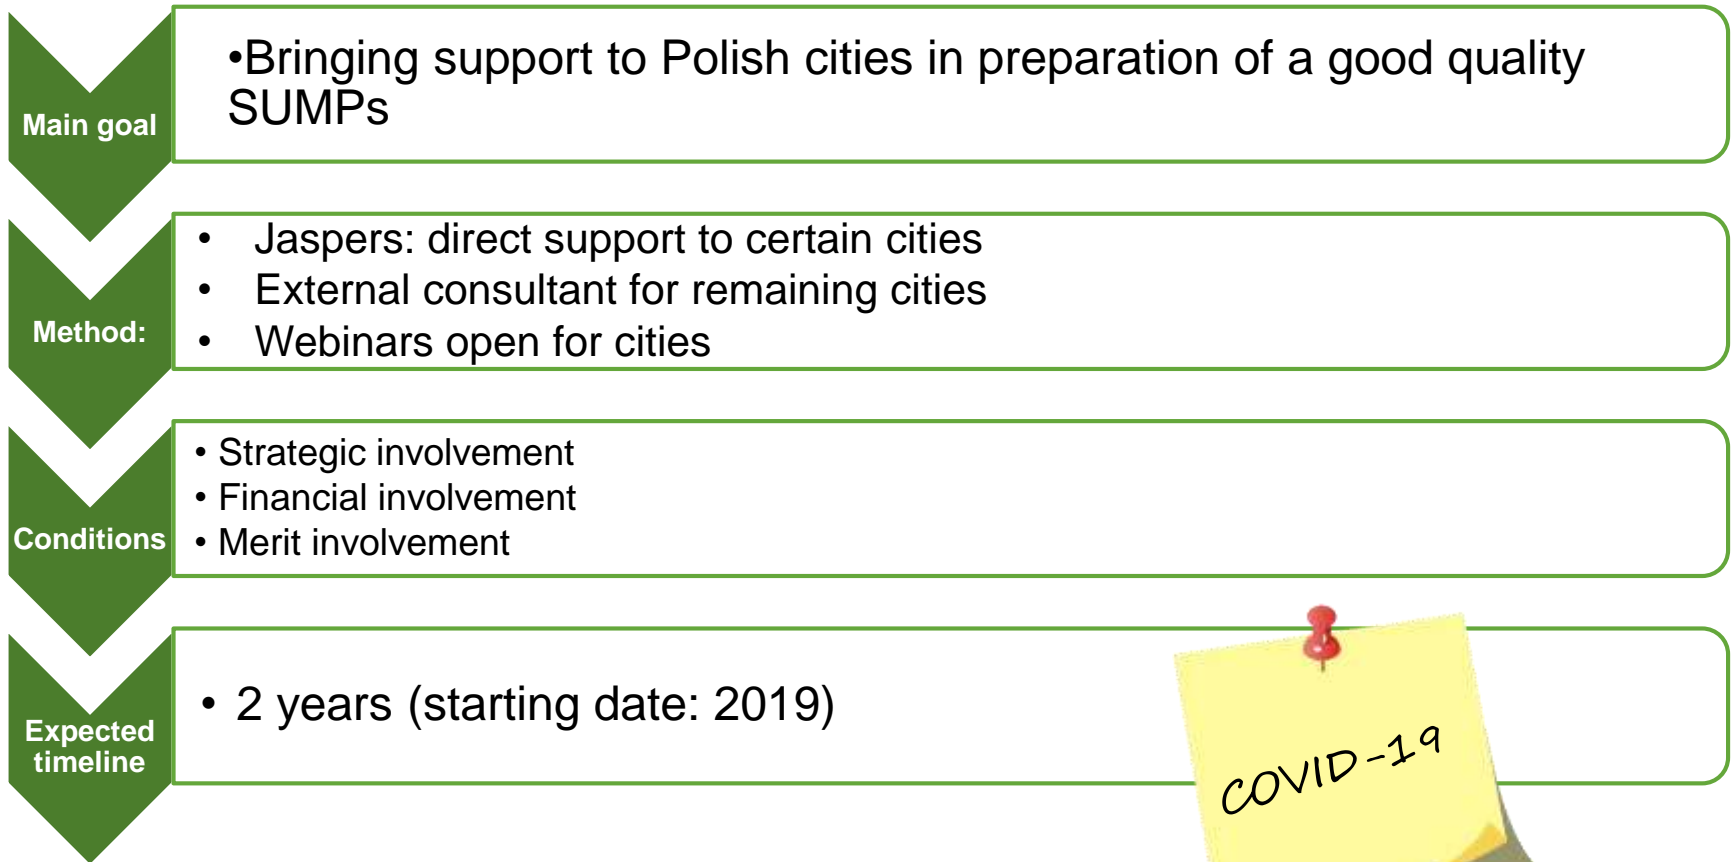 Main goal
•Bringing support to Polish cities in preparation of a good quality
SUMPs
Method:
• Jaspers: direct support to certain cities
• External consultant for remaining cities
• Webinars open for cities
Conditions
• Strategic involvement
• Financial involvement
• Merit involvement
Expected
timeline
• 2 years (starting date: 2019)
COVID-19